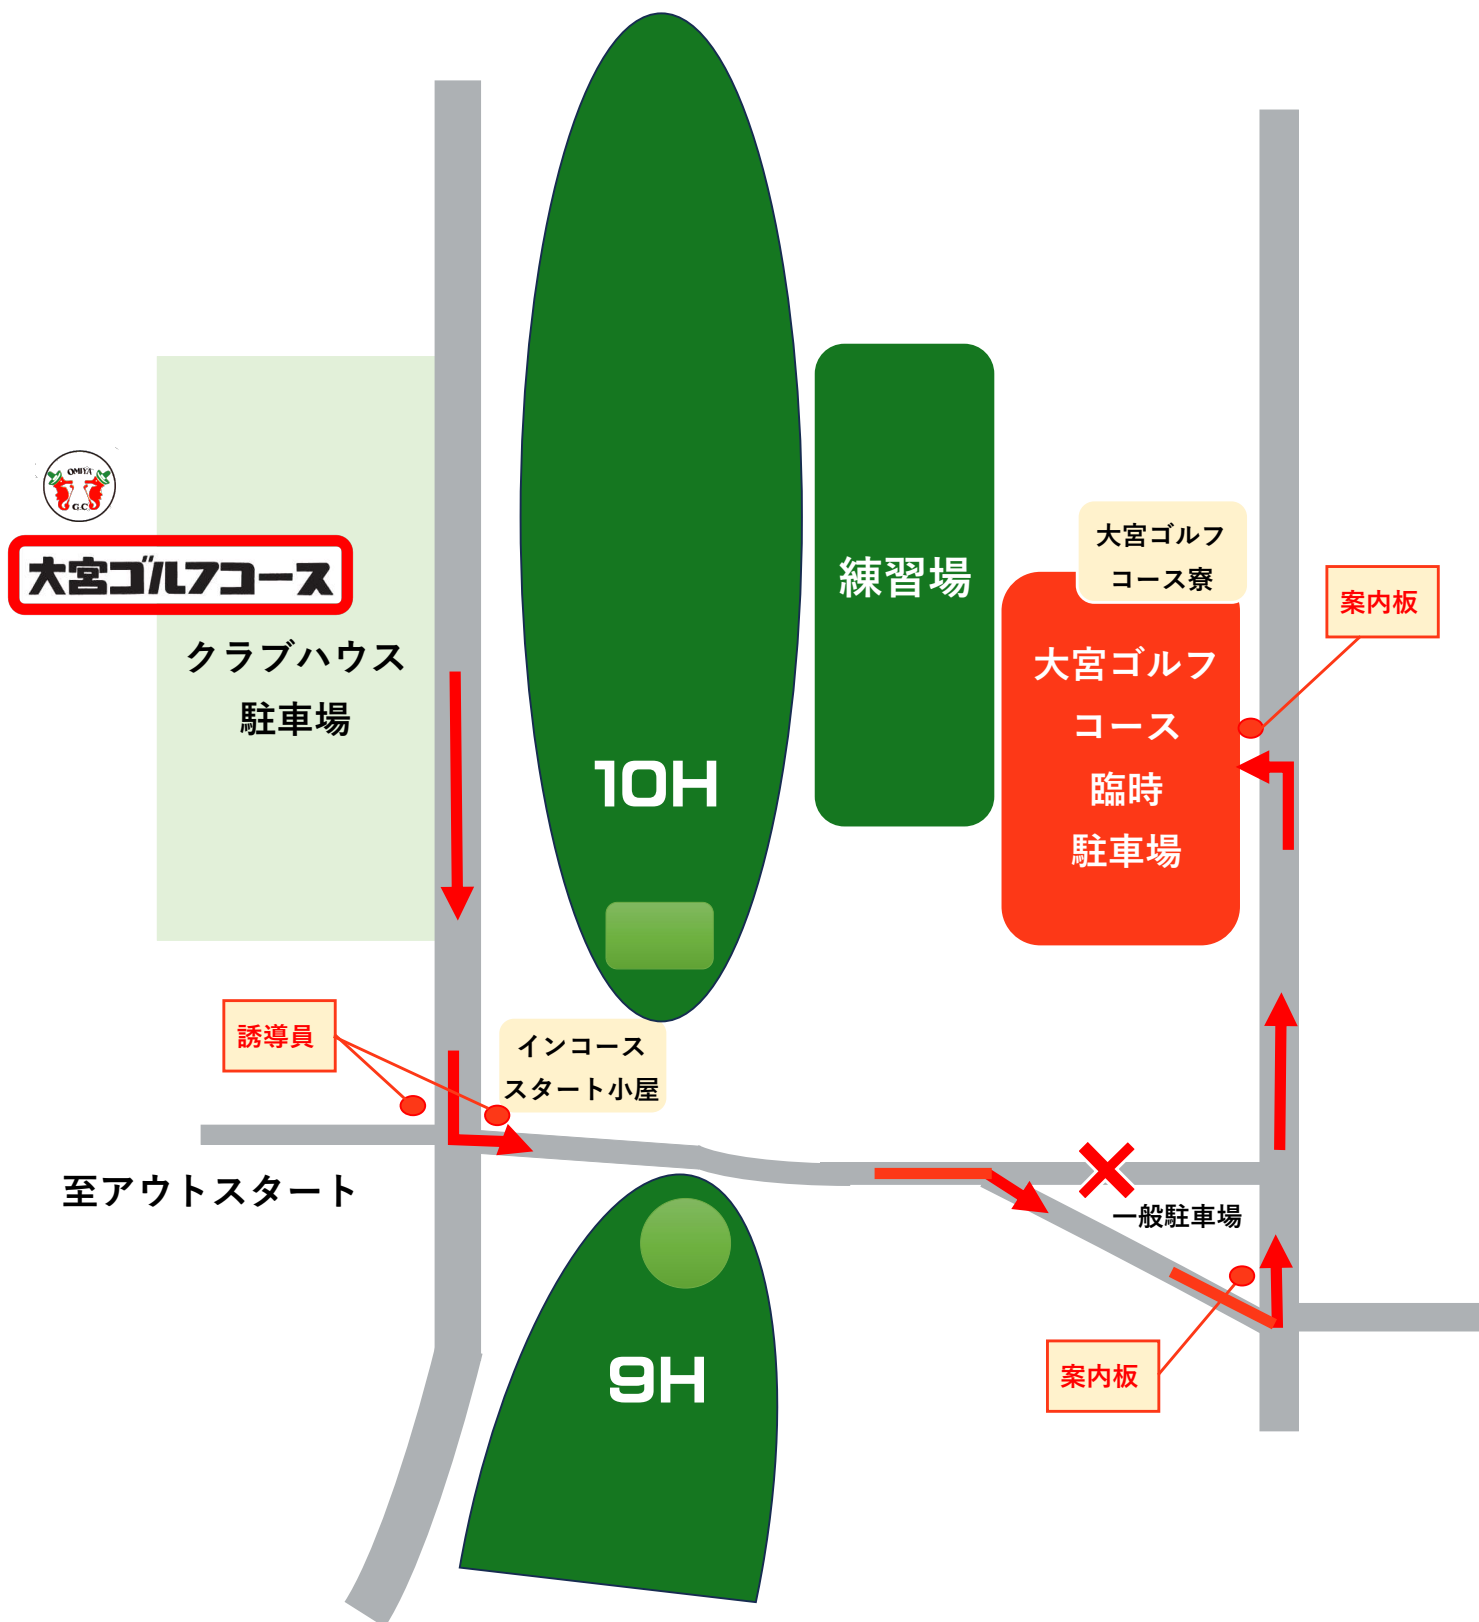 OMIYA
G.C.
大宮ゴルフコース
クラブハウス
駐車場
10H
練習場
大宮ゴルフ
コース寮
大宮ゴルフ
コース
臨時
駐車場
案内板
誘導員
インコース
スタート小屋
至アウトスタート
一般駐車場
9H
案内板